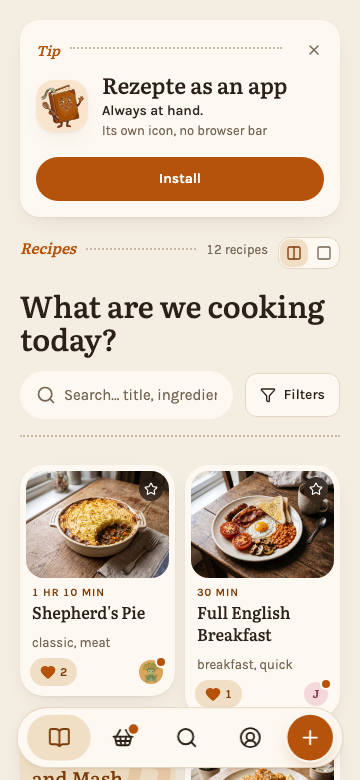 Tip
Rezepte as an app
Always at hand.
Its own icon, no browser bar
Install
Recipes
12 recipes
What are we cooking
today?
Search... title, ingredien
Filters
1 HR 10 MIN
Shepherd's Pie
classic, meat
2
30 MIN
Full English
Breakfast
breakfast, quick
1
J
and Mash